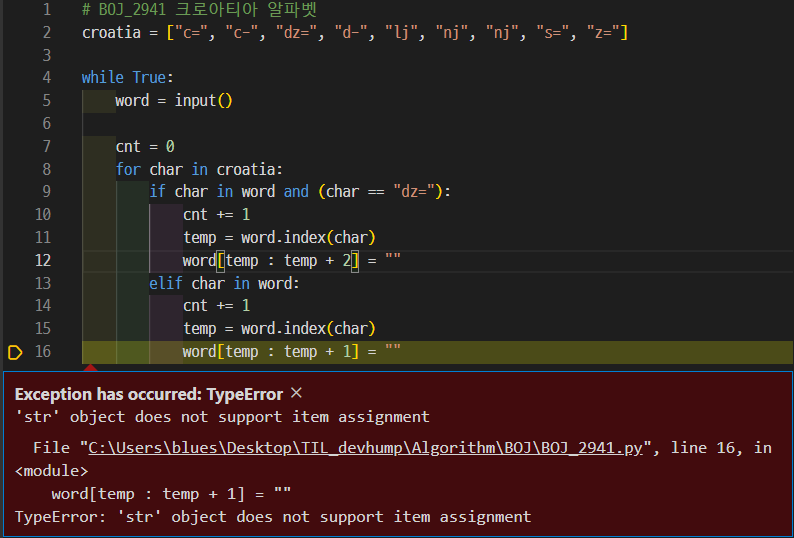 1 # BOJ_2941 크로아티아 알파벳
2 croatia = ["c=", "c-", "dz=", "d-", "lj", "nj", "nj", "s=", "z="]
3
4 while True:
5     word = input()
6
7     cnt = 0
8     for char in croatia:
9         if char in word and (char == "dz="):
10             cnt += 1
11             temp = word.index(char)
12             word[temp : temp + 2] = ""
13         elif char in word:
14             cnt += 1
15             temp = word.index(char)
16             word[temp : temp + 1] = ""
Exception has occurred: TypeError ×
'str' object does not support item assignment
  File "C:\Users\blues\Desktop\TIL_devhump\Algorithm\BOJ\BOJ_2941.py", line 16, in
<module>
    word[temp : temp + 1] = ""
TypeError: 'str' object does not support item assignment